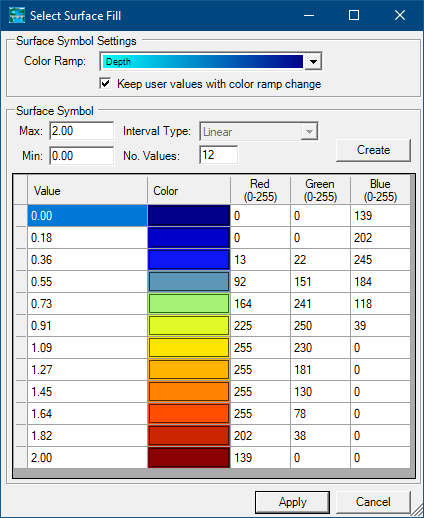 Select Surface Fill
Surface Symbol Settings
Color Ramp: Depth
Keep user values with color ramp change
Surface Symbol
Max: 2.00 Interval Type: Linear
Min: 0.00 No. Values: 12 Create
Value Color Red (0-255) Green (0-255) Blue (0-255)
0.00 0 0 139
0.18 0 0 202
0.36 13 22 245
0.55 92 151 184
0.73 164 241 118
0.91 225 250 39
1.09 255 230 0
1.27 255 181 0
1.45 255 130 0
1.64 255 78 0
1.82 202 38 0
2.00 139 0 0
Apply Cancel